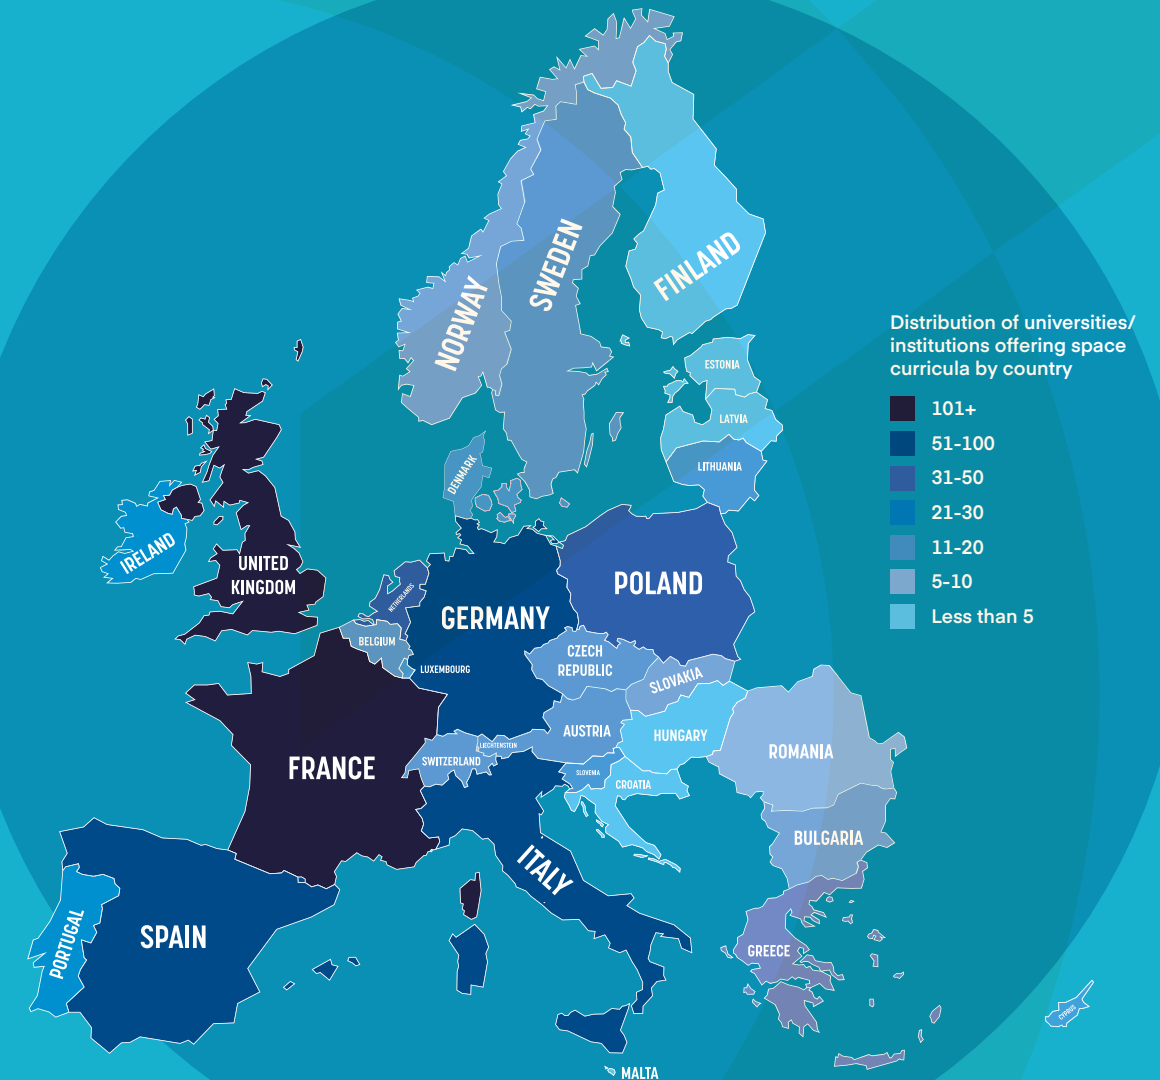 Distribution of universities/
institutions offering space
curricula by country
101+
51-100
31-50
21-30
11-20
5-10
Less than 5
NORWAY
SWEDEN
FINLAND
ESTONIA
LATVIA
LITHUANIA
DENMARK
IRELAND
UNITED
KINGDOM
NETHERLANDS
BELGIUM
LUXEMBOURG
GERMANY
POLAND
CZECH
REPUBLIC
SLOVAKIA
AUSTRIA
HUNGARY
LIECHTENSTEIN
SWITZERLAND
SLOVENIA
CROATIA
FRANCE
ROMANIA
BULGARIA
ITALY
SPAIN
PORTUGAL
GREECE
CYPRUS
MALTA